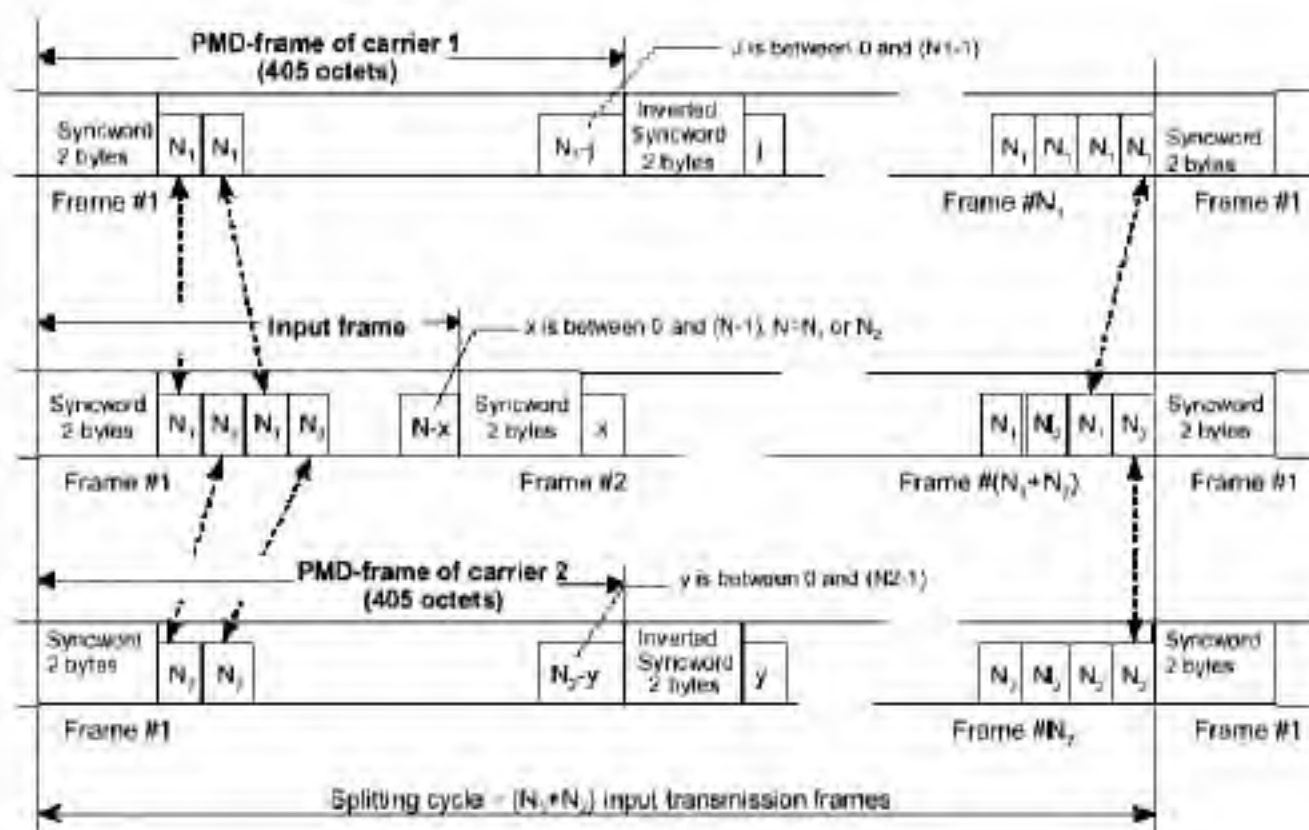 PMD-frame of carrier 1
(405 octets)
J is between 0 and (N1-1)
Syncword
2 bytes
N₁ N₁
N₁-j
Inverted
Syncword
2 bytes
j
N₁ N₁ N₁ N₁
Syncword
2 bytes
Frame #1
Frame #N₁
Frame #1
Input frame
x is between 0 and (N-1), N=N₁ or N₂
Syncword
2 bytes
N₁ N₂ N₁ N₂
N-x
Syncword
2 bytes
x
N₁ N₂ N₁ N₂
Syncword
2 bytes
Frame #1
Frame #2
Frame #(N₁+N₂)
Frame #1
PMD-frame of carrier 2
(405 octets)
y is between 0 and (N2-1)
Syncword
2 bytes
N₂ N₂
N₂-y
Inverted
Syncword
2 bytes
y
N₂ N₂ N₂ N₂
Syncword
2 bytes
Frame #1
Frame #N₂
Frame #1
Splitting cycle - (N₁+N₂) input transmission frames